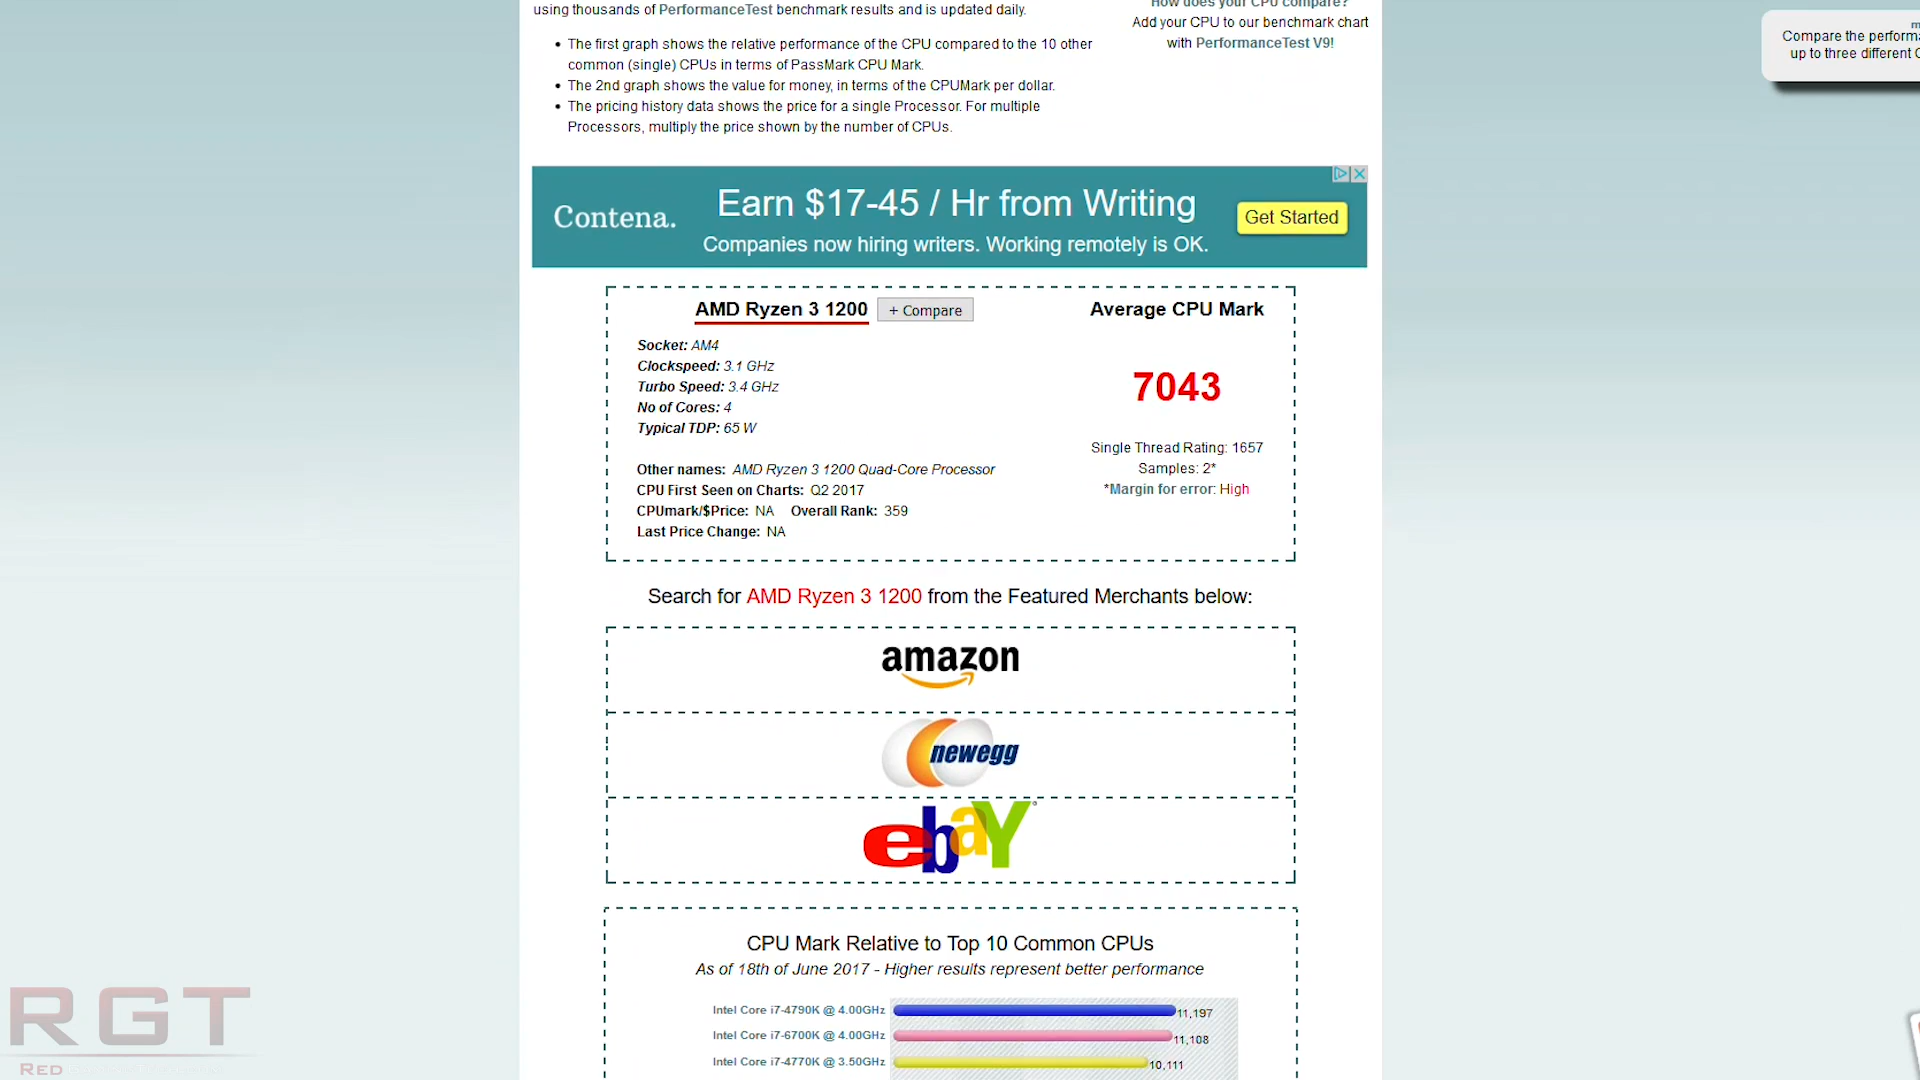 using thousands of PerformanceTest benchmark results and is updated daily.
How does your CPU compare?
Add your CPU to our benchmark chart
with PerformanceTest V9!
• The first graph shows the relative performance of the CPU compared to the 10 other
common (single) CPUs in terms of PassMark CPU Mark.
• The 2nd graph shows the value for money, in terms of the CPUMark per dollar.
• The pricing history data shows the price for a single Processor. For multiple
Processors, multiply the price shown by the number of CPUs.
Compare the
up to three different
Contena.
Earn $17-45 / Hr from Writing
Companies now hiring writers. Working remotely is OK.
Get Started
AMD Ryzen 3 1200
+ Compare
Socket: AM4
Clockspeed: 3.1 GHz
Turbo Speed: 3.4 GHz
No of Cores: 4
Typical TDP: 65 W
Other names: AMD Ryzen 3 1200 Quad-Core Processor
CPU First Seen on Charts: Q2 2017
CPUmark/$Price: NA Overall Rank: 359
Last Price Change: NA
Average CPU Mark
7043
Single Thread Rating: 1657
Samples: 2*
*Margin for error: High
Search for AMD Ryzen 3 1200 from the Featured Merchants below:
amazon
newegg
ebay
CPU Mark Relative to Top 10 Common CPUs
As of 18th of June 2017 - Higher results represent better performance
Intel Core i7-4790K @ 4.00GHz 11,197
Intel Core i7-6700K @ 4.00GHz 11,108
Intel Core i7-4770K @ 3.50GHz 10,111
RGT
RED